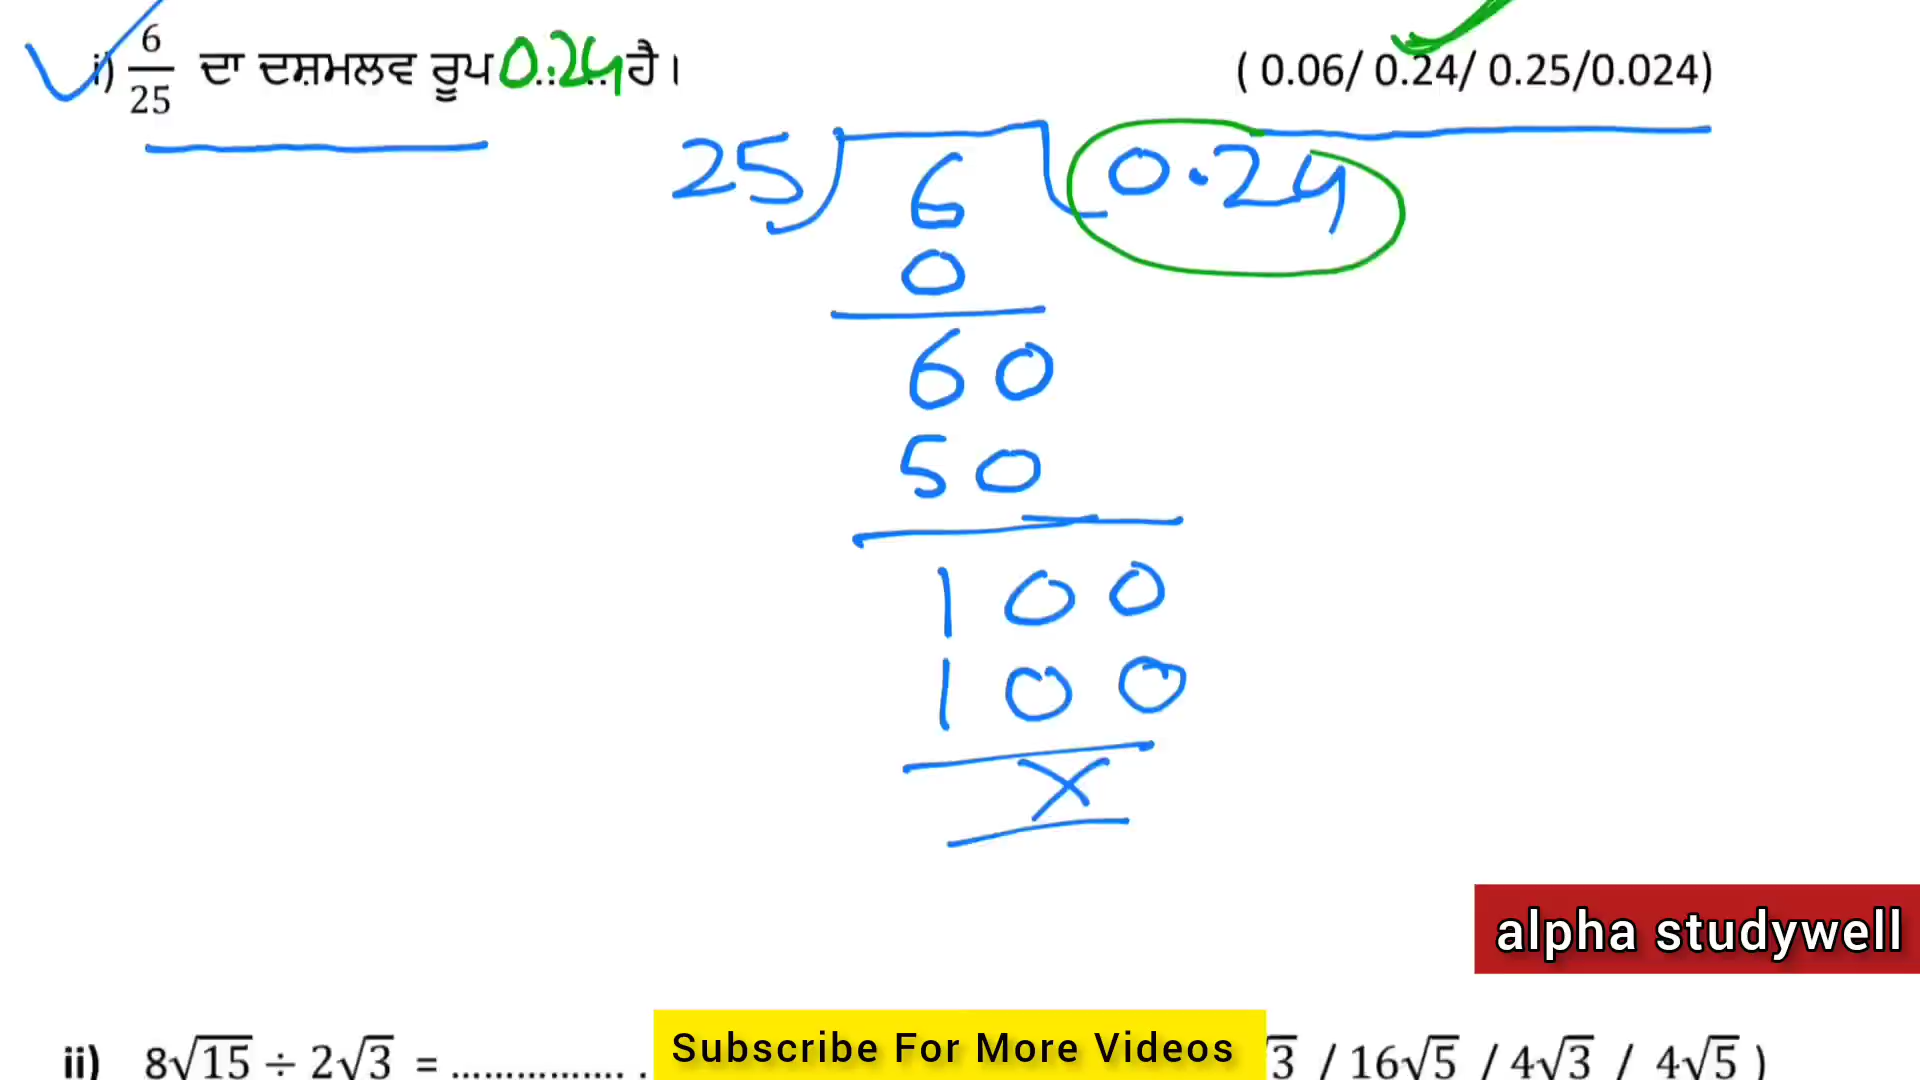 i) 6/25 ਦਾ ਦਸ਼ਮਲਵ ਰੂਪ 0.24 ਹੈ। ( 0.06/ 0.24/ 0.25/0.024)
25 6 0.24
0
60
50
100
100
x
alpha studywell
ii) 8√15 ÷ 2√3 = ................ . √3 / 16√5 / 4√3 / 4√5 )
Subscribe For More Videos